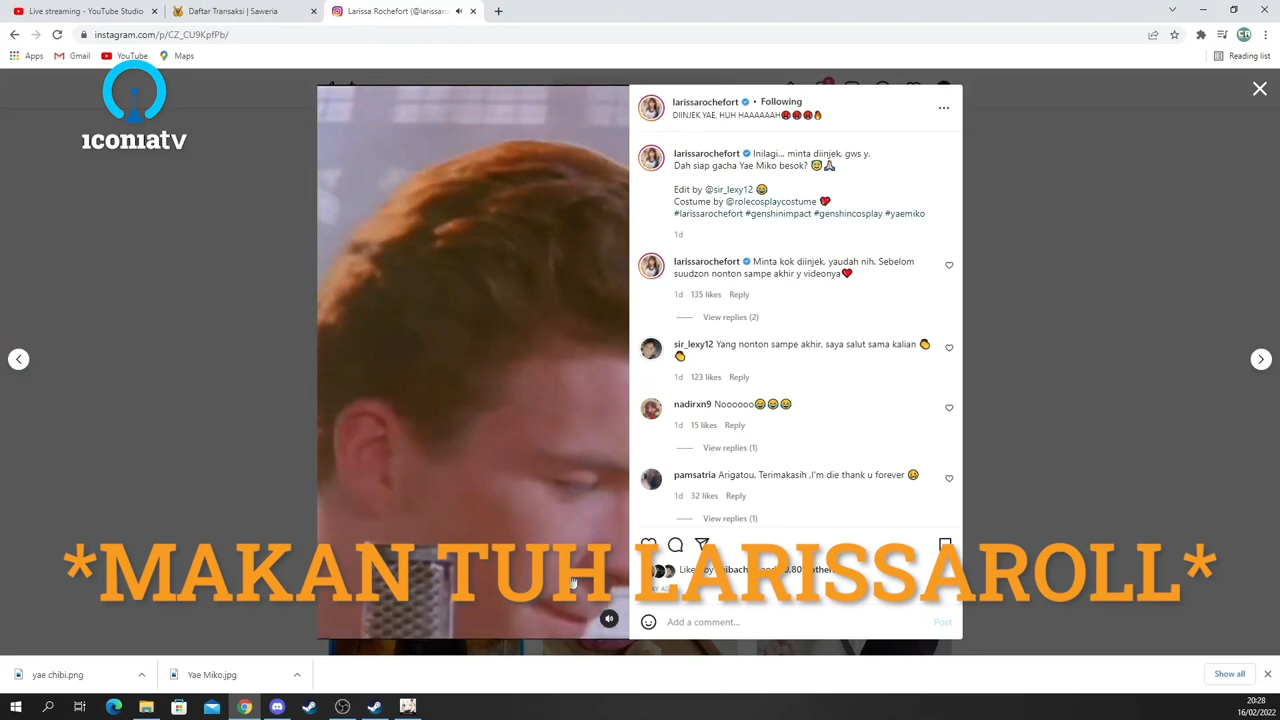 Live streaming - YouTube Studio
Daftar Transaksi | Saweria
Larissa Rochefort (@larissaro
instagram.com/p/CZ_CU9KpfPb/
Apps
Gmail
YouTube
Maps
Reading list
ıconıatv
larissarochefort • Following
DIINJEK YAE, HUH HAAAAAAH🤬🤬🤬🔥
larissarochefort Inilagi... minta diinjek, gws y.
Dah siap gacha Yae Miko besok? 😇🙏
Edit by @sir_lexy12 😂
Costume by @rolecosplaycostume 💘
#larissarochefort #genshinimpact #genshincosplay #yaemiko
1d
larissarochefort Minta kok diinjek, yaudah nih. Sebelom
suudzon nonton sampe akhir y videonya❤
1d 135 likes Reply
View replies (2)
sir_lexy12 Yang nonton sampe akhir, saya salut sama kalian 👏
👏
1d 123 likes Reply
nadirxn9 Noooooo😂😂😂
1d 15 likes Reply
View replies (1)
pamsatria Arigatou, Terimakasih ,I'm die thank u forever 😖
1d 32 likes Reply
View replies (1)
*MAKAN TUH LARISSAROLL*
Add a comment...
Post
yae chibi.png
Yae Miko.jpg
Show all
20:28
16/02/2022